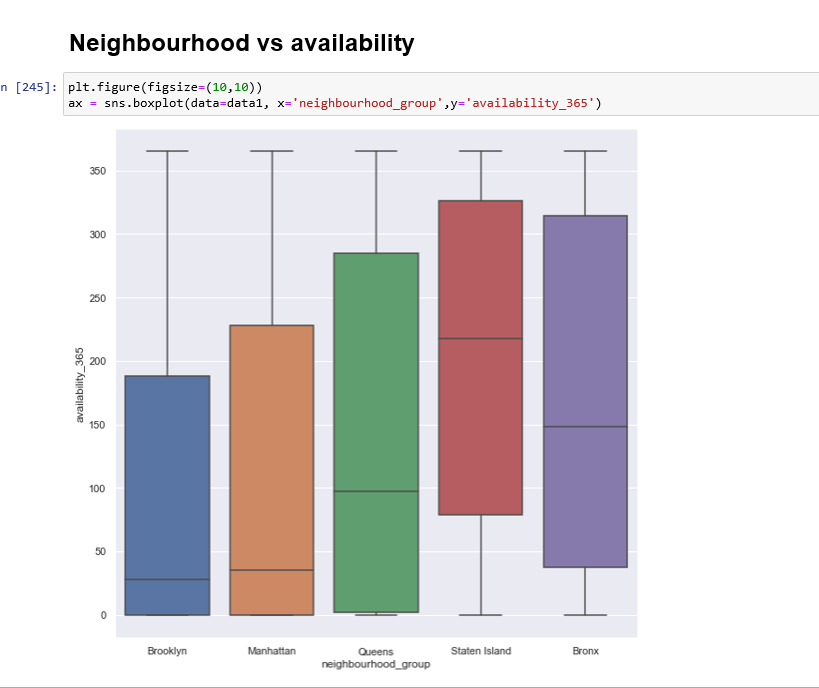 Neighbourhood vs availability
n [245]: plt.figure(figsize=(10,10))
ax = sns.boxplot(data=data1, x='neighbourhood_group',y='availability_365')
350
300
250
200
150
100
50
0
availability_365
Brooklyn Manhattan Queens Staten Island Bronx
neighbourhood_group